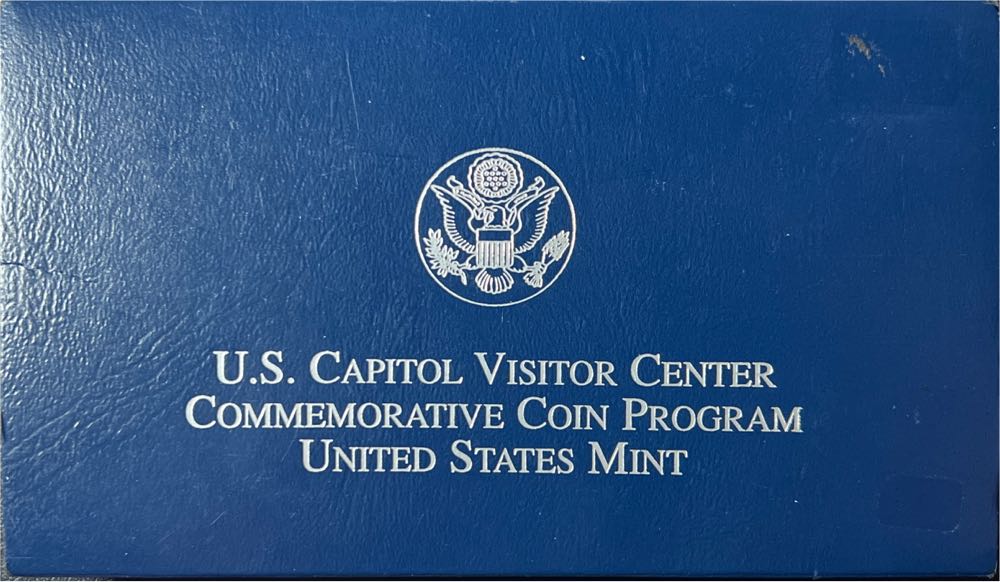 U.S. CAPITOL VISITOR CENTER
COMMEMORATIVE COIN PROGRAM
UNITED STATES MINT